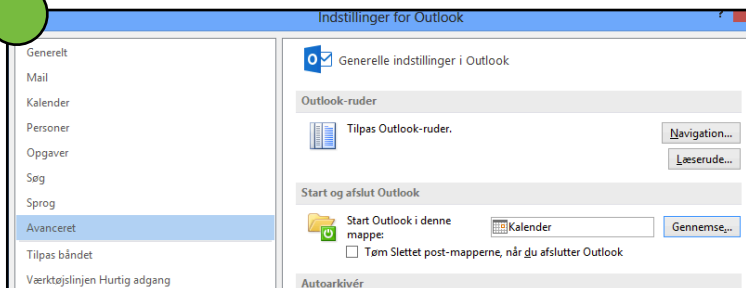 Indstillinger for Outlook
?
Generelt
Mail
Kalender
Personer
Opgaver
Søg
Sprog
Avanceret
Tilpas båndet
Værktøjslinjen Hurtig adgang
Generelle indstillinger i Outlook
Outlook-ruder
Tilpas Outlook-ruder.
Navigation...
Læserude...
Start og afslut Outlook
Start Outlook i denne
mappe:
Kalender
Gennemse...
Tøm Slettet post-mapperne, når du afslutter Outlook
Autoarkivér